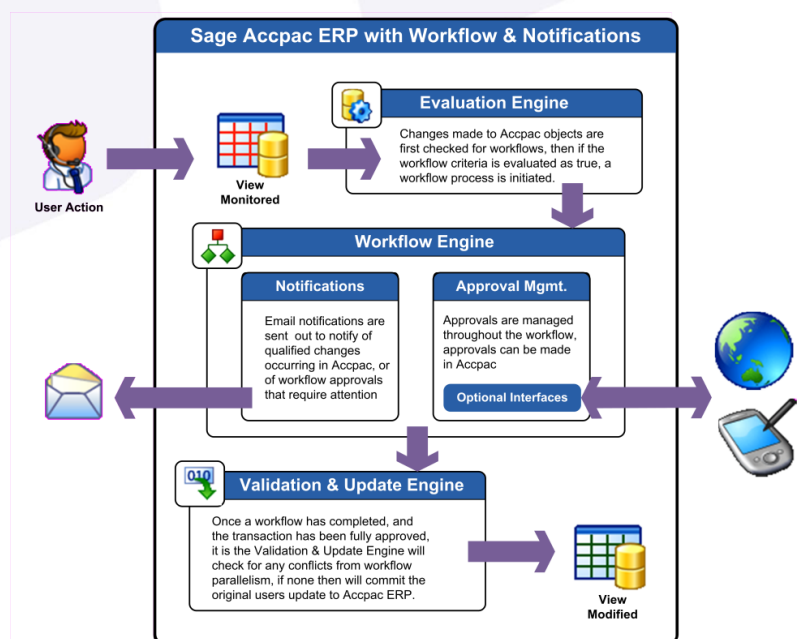 Sage Accpac ERP with Workflow & Notifications
Evaluation Engine
Changes made to Accpac objects are
first checked for workflows, then if the
workflow criteria is evaluated as true, a
workflow process is initiated.
User Action
View
Monitored
Workflow Engine
Notifications
Email notifications are
sent out to notify of
qualified changes
occurring in Accpac, or
of workflow approvals
that require attention
Approval Mgmt.
Approvals are managed
throughout the workflow,
approvals can be made
in Accpac
Optional Interfaces
010
Validation & Update Engine
Once a workflow has completed, and
the transaction has been fully approved,
it is the Validation & Update Engine will
check for any conflicts from workflow
parallelism, if none then will commit the
original users update to Accpac ERP.
View
Modified